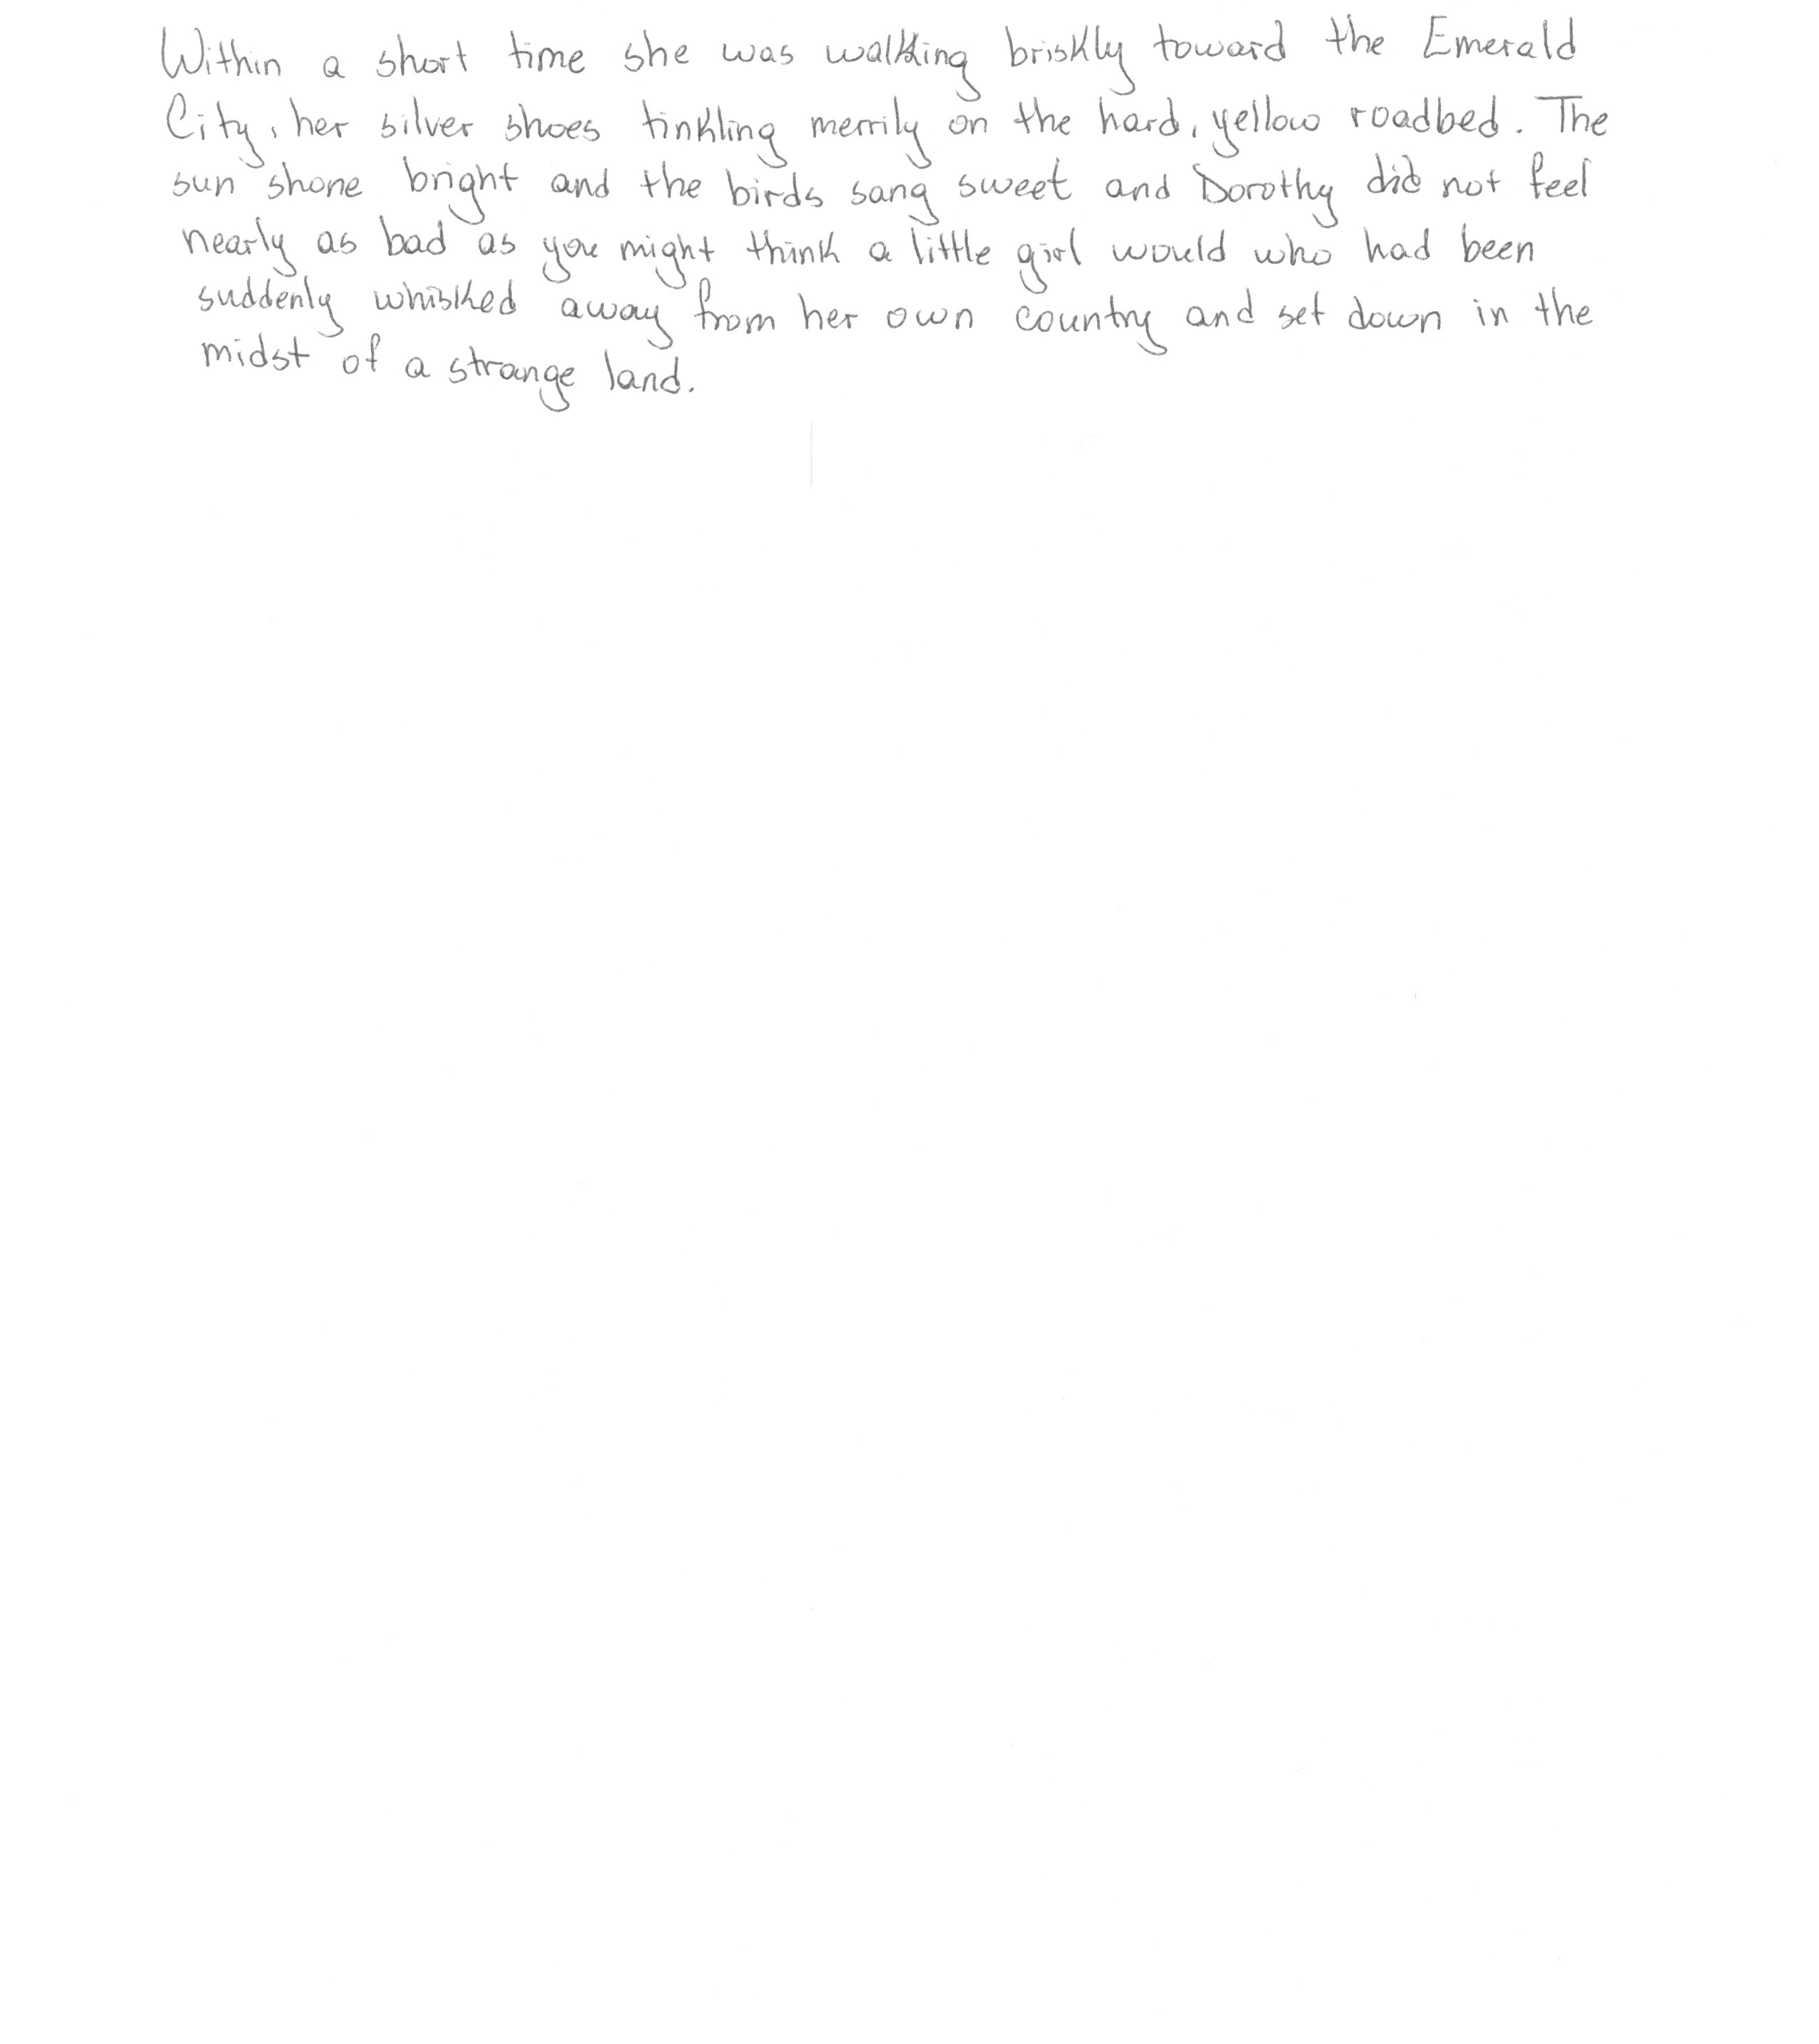 Within a short time she was walking briskly toward the Emerald
City, her silver shoes tinkling merrily on the hard, yellow roadbed. The
sun shone bright and the birds sang sweet and Dorothy did not feel
nearly as bad as you might think a little girl would who had been
suddenly whisked away from her own country and set down in the
midst of a strange land.